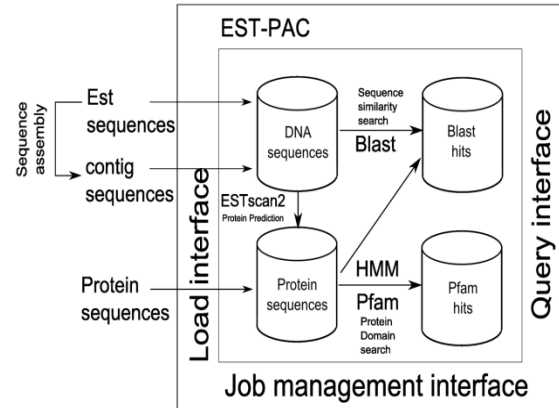 EST-PAC
Est
sequences
Sequence
assembly
contig
sequences
Protein
sequences
Load interface
DNA
sequences
Sequence
similarity
search
Blast
Blast
hits
ESTscan2
Protein Prediction
Protein
sequences
HMM
Pfam
Protein
Domain
search
Pfam
hits
Query interface
Job management interface